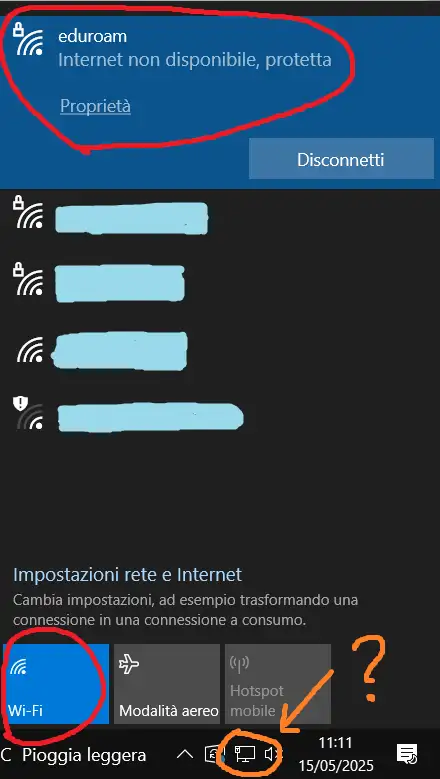 eduroam
Internet non disponibile, protetta
Proprietà
Disconnetti
Impostazioni rete e Internet
Cambia impostazioni, ad esempio trasformando una
connessione in una connessione a consumo.
Wi-Fi
Modalità aereo
Hotspot
mobile
?
C Pioggia leggera
11:11
15/05/2025